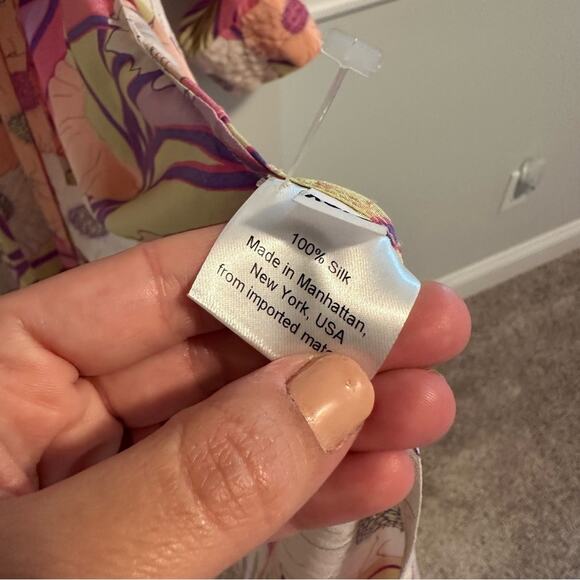 100% Silk
Made in Manhattan,
New York, USA
from imported